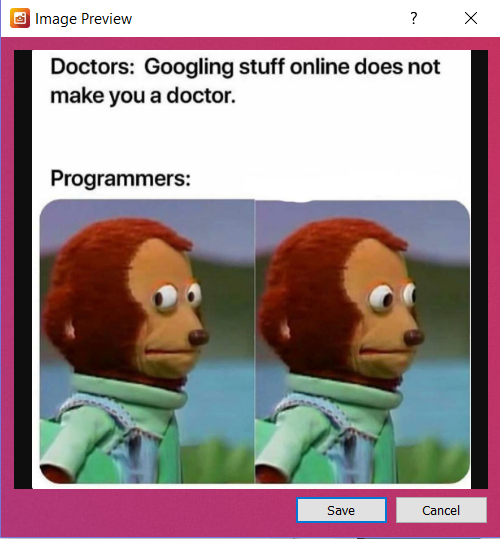 Image Preview
?
Doctors:  Googling stuff online does not
make you a doctor.
Programmers:
Save
Cancel